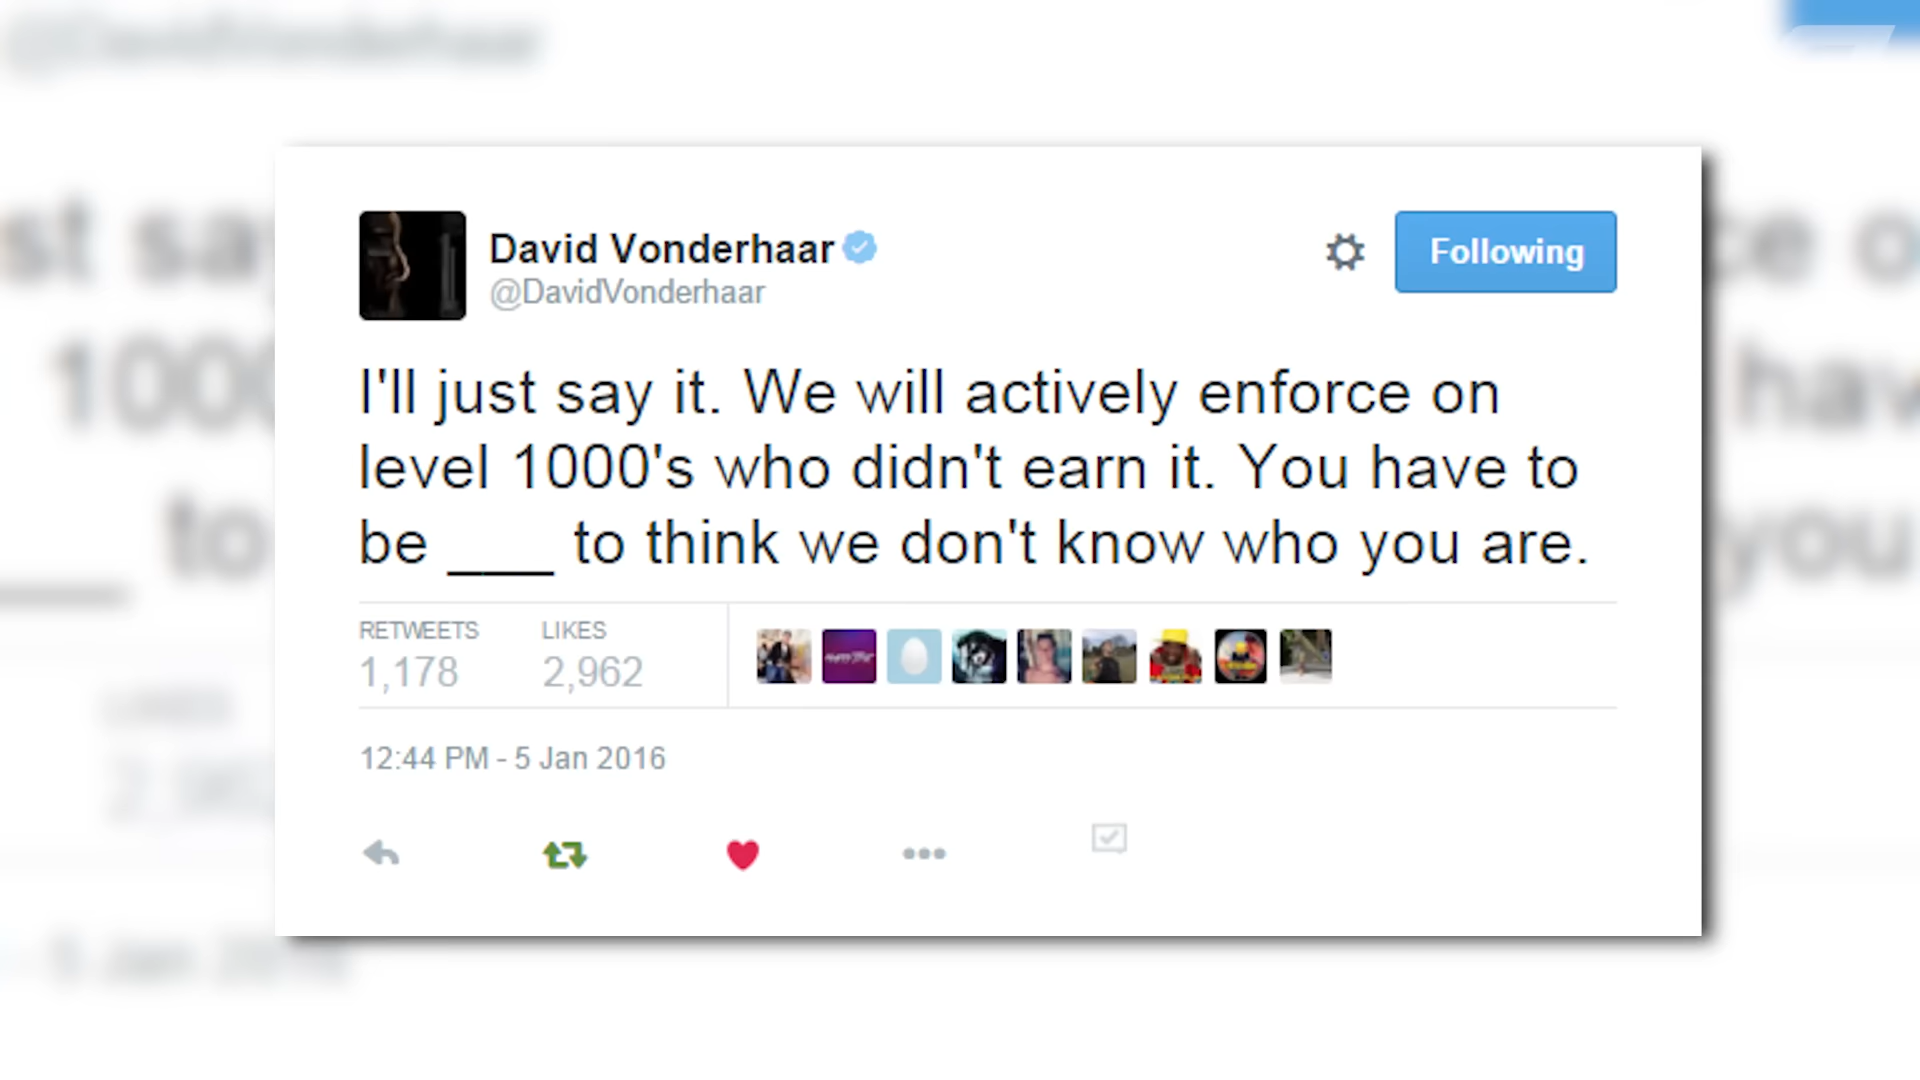 David Vonderhaar
@DavidVonderhaar
Following
I'll just say it. We will actively enforce on
level 1000's who didn't earn it. You have to
be ___ to think we don't know who you are.
RETWEETS LIKES
1,178 2,962
12:44 PM - 5 Jan 2016